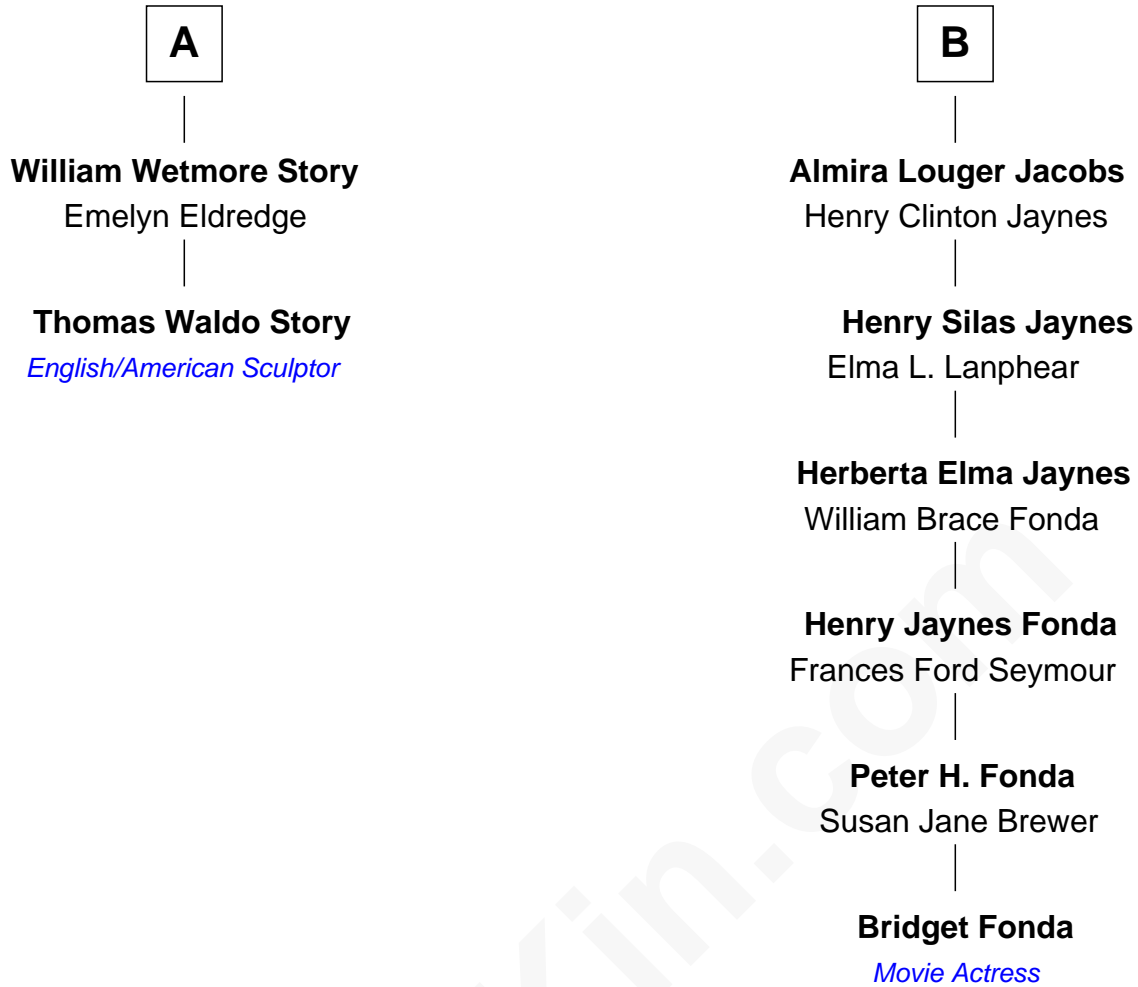 A
William Wetmore Story
Emelyn Eldredge
Thomas Waldo Story
English/American Sculptor
B
Almira Louger Jacobs
Henry Clinton Jaynes
Henry Silas Jaynes
Elma L. Lanphear
Herberta Elma Jaynes
William Brace Fonda
Henry Jaynes Fonda
Frances Ford Seymour
Peter H. Fonda
Susan Jane Brewer
Bridget Fonda
Movie Actress
Kin.com